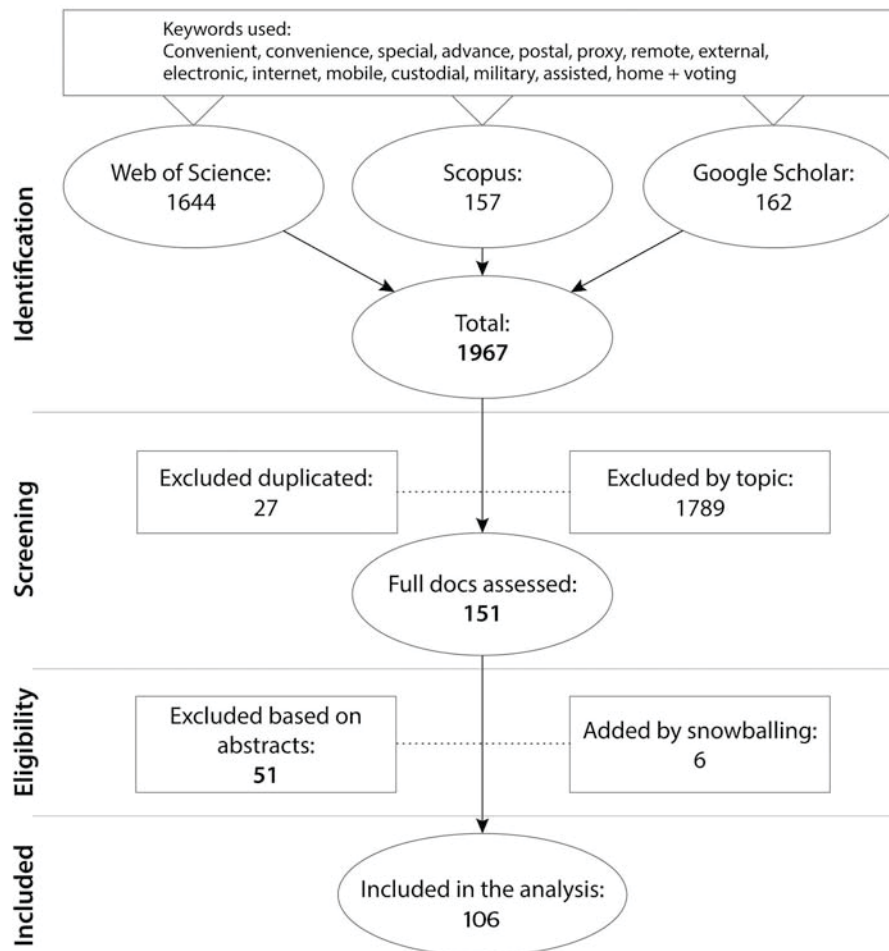 Keywords used:
Convenient, convenience, special, advance, postal, proxy, remote, external,
electronic, internet, mobile, custodial, military, assisted, home + voting
Identification
Web of Science:
1644
Scopus:
157
Google Scholar:
162
Total:
1967
Screening
Excluded duplicated:
27
Excluded by topic:
1789
Full docs assessed:
151
Eligibility
Excluded based on
abstracts:
51
Added by snowballing:
6
Included
Included in the analysis:
106